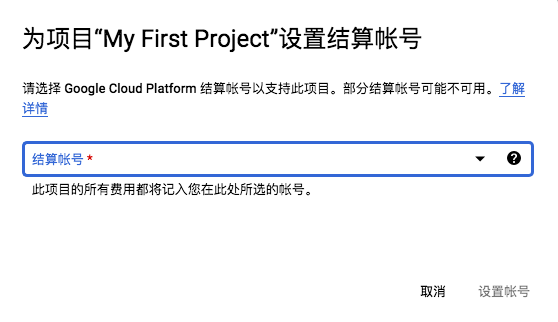 为项目“My First Project”设置结算帐号
请选择 Google Cloud Platform 结算帐号以支持此项目。部分结算帐号可能不可用。了解
详情
结算帐号 *
此项目的所有费用都将记入您在此处所选的帐号。
取消 设置帐号